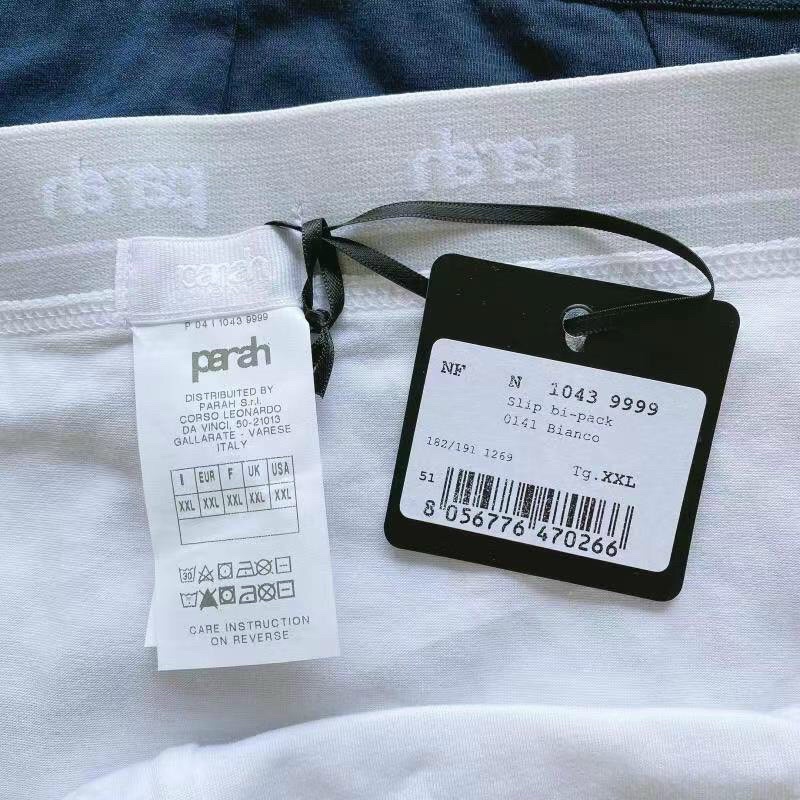 parah
parah
parah
P 04 I 1043 9999
parah
DISTRIBUITED BY
PARAH S.r.l.
CORSO LEONARDO
DA VINCI, 50-21013
GALLARATE - VARESE
ITALY
I EUR F UK USA
XXL XXL XXL XXL XXL
30
CARE INSTRUCTION
ON REVERSE
NF N 1043 9999
Slip bi-pack
0141 Bianco
182/191 1269
Tg.XXL
51
8 056776 470266